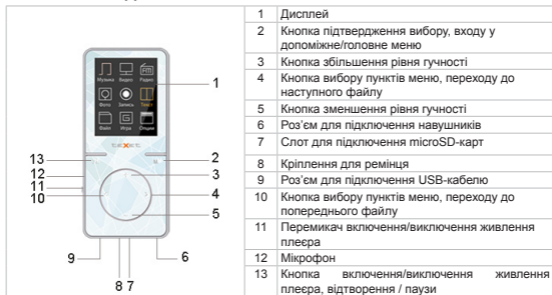 Музыка Видео Радио
Фото Запись Текст
Файл Игра Опции
teXet
1
13
2
12
3
11
4
10
5
9
6
8 7
1 Дисплей
2 Кнопка підтвердження вибору, входу у
допоміжне/головне меню
3 Кнопка збільшення рівня гучності
4 Кнопка вибору пунктів меню, переходу до
наступного файлу
5 Кнопка зменшення рівня гучності
6 Роз’єм для підключення навушників
7 Слот для підключення microSD-карт
8 Кріплення для ремінця
9 Роз’єм для підключення USB-кабелю
10 Кнопка вибору пунктів меню, переходу до
попереднього файлу
11 Перемикач включення/виключення живлення
плеєра
12 Мікрофон
13 Кнопка включення/виключення живлення
плеєра, відтворення / паузи